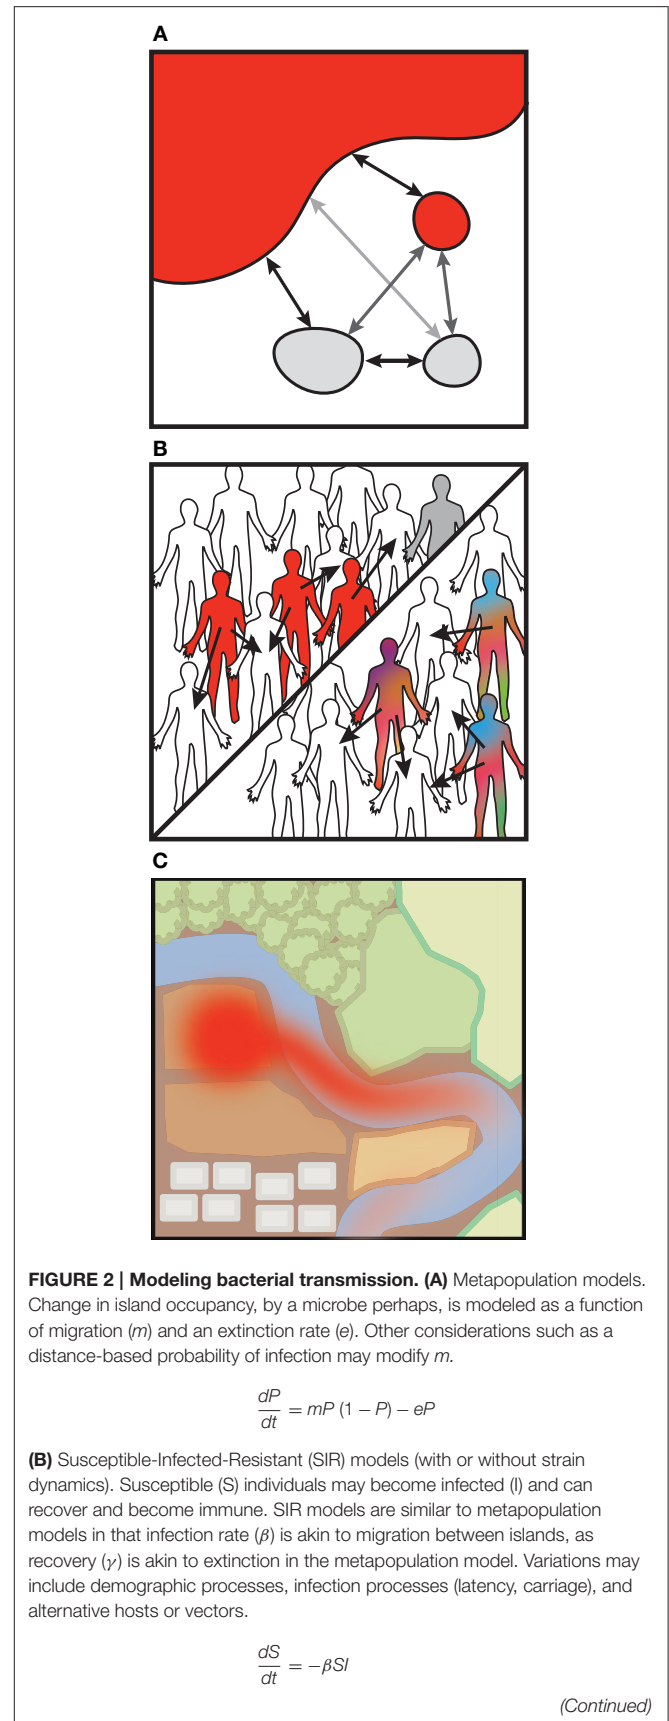 A
B
C
FIGURE 2 | Modeling bacterial transmission. (A) Metapopulation models.
Change in island occupancy, by a microbe perhaps, is modeled as a function
of migration (m) and an extinction rate (e). Other considerations such as a
distance-based probability of infection may modify m.
dP/dt = mP (1 − P) − eP
(B) Susceptible-Infected-Resistant (SIR) models (with or without strain
dynamics). Susceptible (S) individuals may become infected (I) and can
recover and become immune. SIR models are similar to metapopulation
models in that infection rate (β) is akin to migration between islands, as
recovery (γ) is akin to extinction in the metapopulation model. Variations may
include demographic processes, infection processes (latency, carriage), and
alternative hosts or vectors.
dS/dt = −βSI
(Continued)